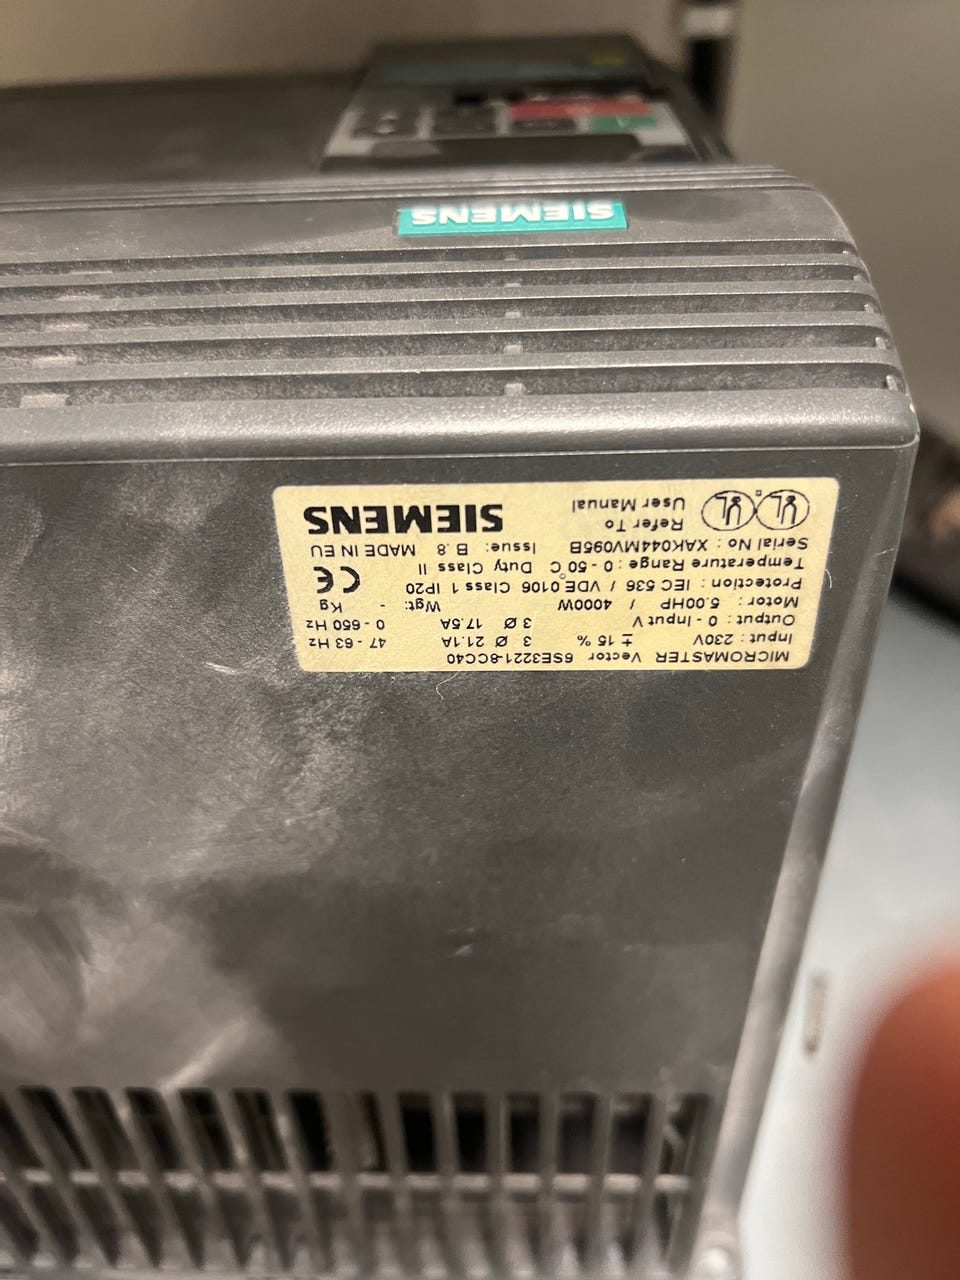 MICROMASTER Vector 6SE3221-8CC40
Input : 230V ± 15 % 3 Ø 21.1A 47 - 63 Hz
Output : 0 - Input V 3 Ø 17.5A 0 - 650 Hz
Motor : 5.00HP / 4000W Wgt: - Kg
Protection : IEC 536 / VDE 0106 Class 1 IP20
Temperature Range : 0 - 50°C Duty Class II CE
Serial No : XAK044MV095B Issue: B.8 MADE IN EU
UL UL Refer To User Manual SIEMENS
SIEMENS